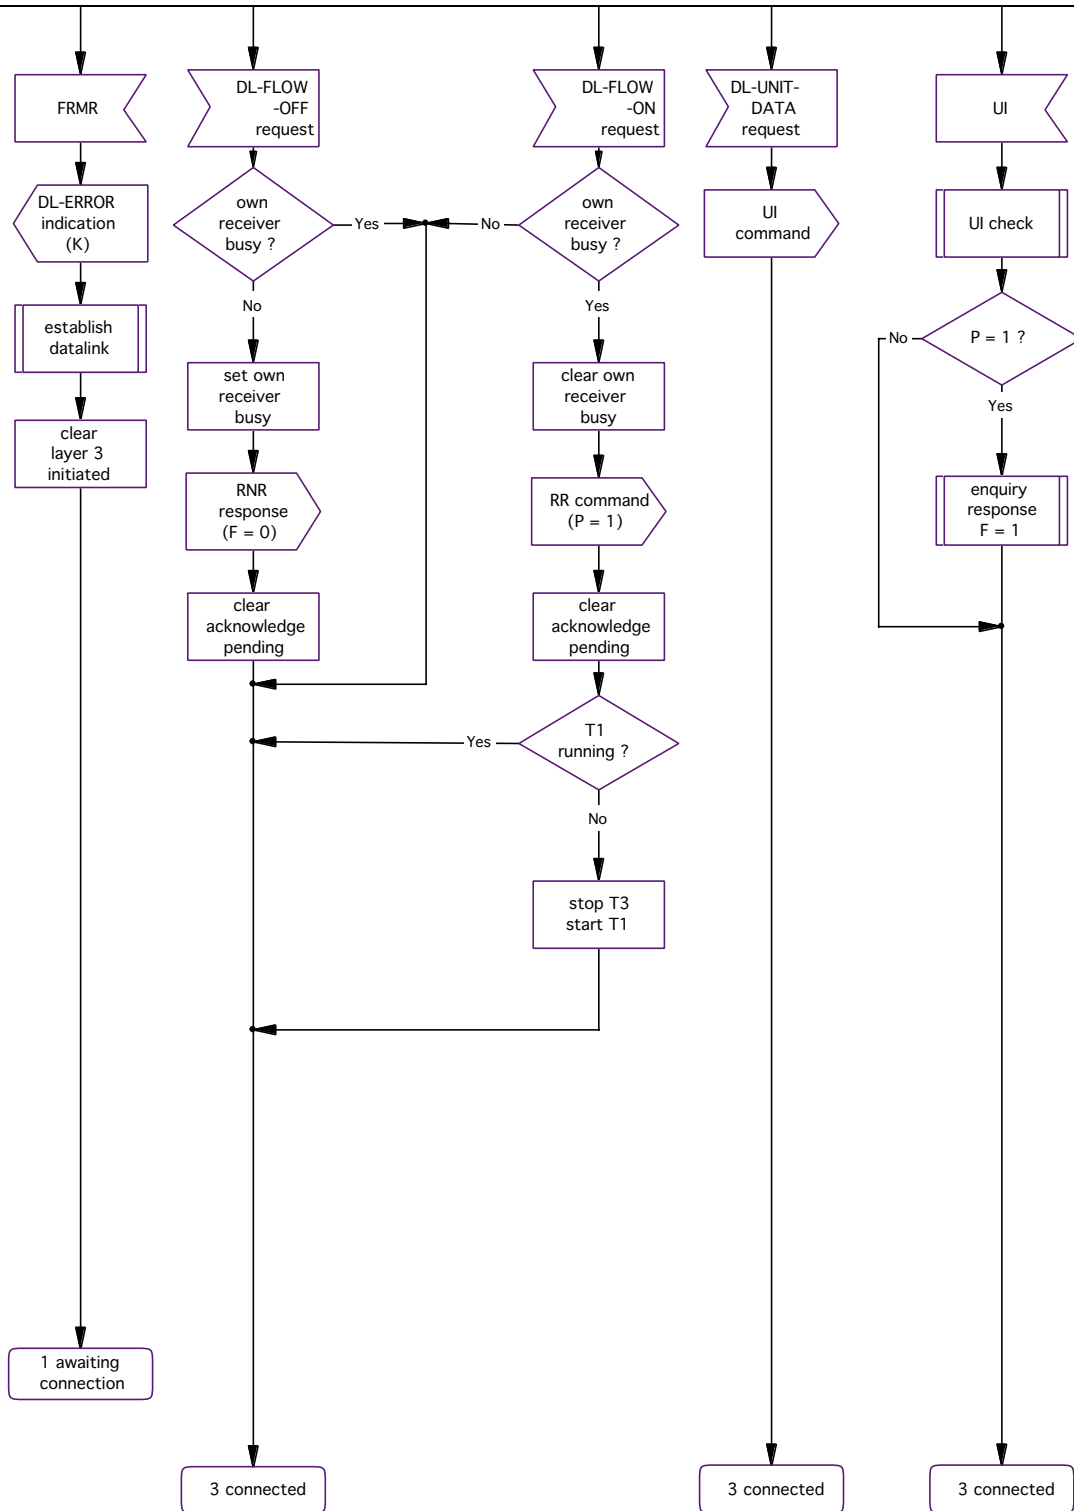 FRMR
DL-ERROR
indication
(K)
establish
datalink
clear
layer 3
initiated
1 awaiting
connection
DL-FLOW
-OFF
request
own
receiver
busy ?
Yes
No
set own
receiver
busy
RNR
response
(F = 0)
clear
acknowledge
pending
3 connected
DL-FLOW
-ON
request
own
receiver
busy ?
No
Yes
clear own
receiver
busy
RR command
(P = 1)
clear
acknowledge
pending
T1
running ?
Yes
No
stop T3
start T1
DL-UNIT-
DATA
request
UI
command
3 connected
UI
UI check
P = 1 ?
No
Yes
enquiry
response
F = 1
3 connected